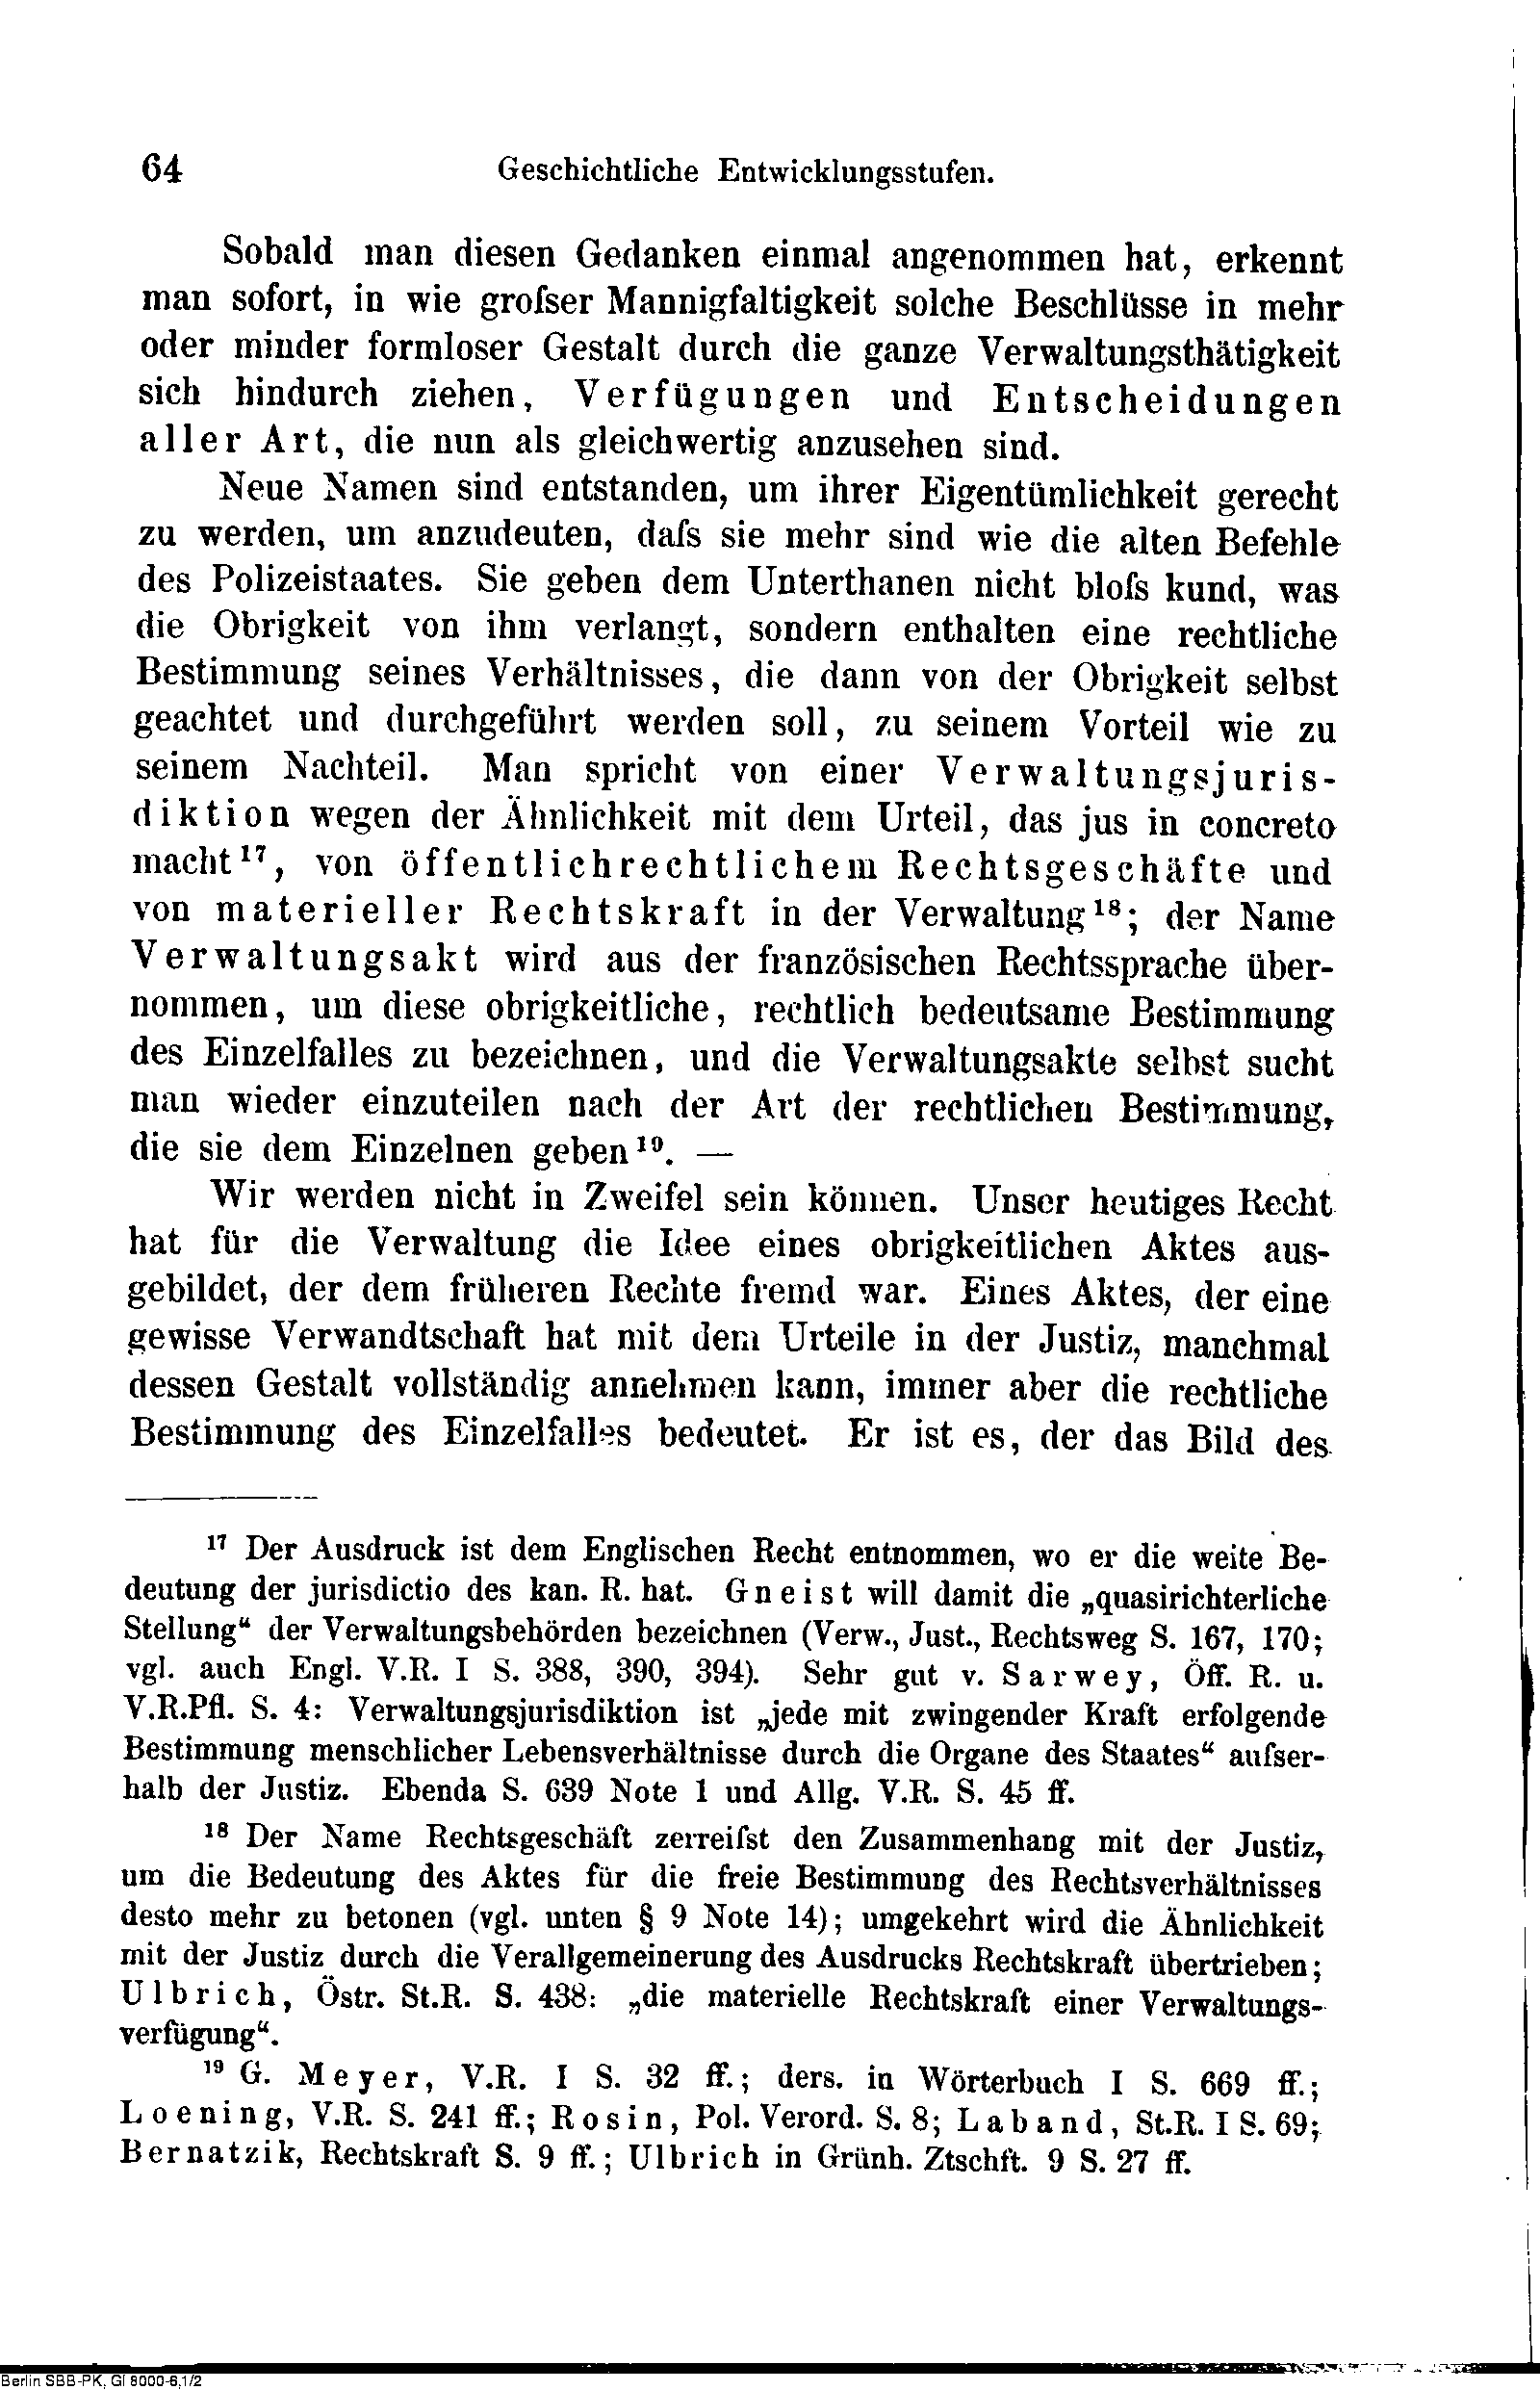 64 Geschichtliche Entwicklungsstufen.
Sobald man diesen Gedanken einmal angenommen hat, erkennt
man sofort, in wie groſser Mannigfaltigkeit solche Beschlüsse in mehr
oder minder formloser Gestalt durch die ganze Verwaltungsthätigkeit
sich hindurch ziehen, Verfügungen und Entscheidungen
aller Art, die nun als gleichwertig anzusehen sind.
Neue Namen sind entstanden, um ihrer Eigentümlichkeit gerecht
zu werden, um anzudeuten, daſs sie mehr sind wie die alten Befehle
des Polizeistaates. Sie geben dem Unterthanen nicht bloſs kund, was
die Obrigkeit von ihm verlangt, sondern enthalten eine rechtliche
Bestimmung seines Verhältnisses, die dann von der Obrigkeit selbst
geachtet und durchgeführt werden soll, zu seinem Vorteil wie zu
seinem Nachteil. Man spricht von einer Verwaltungsjuris-
diktion wegen der Ähnlichkeit mit dem Urteil, das jus in concreto
macht¹⁷, von öffentlichrechtlichem Rechtsgeschäfte und
von materieller Rechtskraft in der Verwaltung¹⁸; der Name
Verwaltungsakt wird aus der französischen Rechtssprache über-
nommen, um diese obrigkeitliche, rechtlich bedeutsame Bestimmung
des Einzelfalles zu bezeichnen, und die Verwaltungsakte selbst sucht
man wieder einzuteilen nach der Art der rechtlichen Bestimmung,
die sie dem Einzelnen geben¹⁹. —
Wir werden nicht in Zweifel sein können. Unser heutiges Recht
hat für die Verwaltung die Idee eines obrigkeitlichen Aktes aus-
gebildet, der dem früheren Rechte fremd war. Eines Aktes, der eine
gewisse Verwandtschaft hat mit dem Urteile in der Justiz, manchmal
dessen Gestalt vollständig annehmen kann, immer aber die rechtliche
Bestimmung des Einzelfalles bedeutet. Er ist es, der das Bild des
¹⁷ Der Ausdruck ist dem Englischen Recht entnommen, wo er die weite Be-
deutung der jurisdictio des kan. R. hat. Gneist will damit die „quasirichterliche
Stellung“ der Verwaltungsbehörden bezeichnen (Verw., Just., Rechtsweg S. 167, 170;
vgl. auch Engl. V.R. I S. 388, 390, 394). Sehr gut v. Sarwey, Öff. R. u.
V.R.Pfl. S. 4: Verwaltungsjurisdiktion ist „jede mit zwingender Kraft erfolgende
Bestimmung menschlicher Lebensverhältnisse durch die Organe des Staates“ auſser-
halb der Justiz. Ebenda S. 639 Note 1 und Allg. V.R. S. 45 ff.
¹⁸ Der Name Rechtsgeschäft zerreiſst den Zusammenhang mit der Justiz,
um die Bedeutung des Aktes für die freie Bestimmung des Rechtsverhältnisses
desto mehr zu betonen (vgl. unten § 9 Note 14); umgekehrt wird die Ähnlichkeit
mit der Justiz durch die Verallgemeinerung des Ausdrucks Rechtskraft übertrieben;
Ulbrich, Östr. St.R. S. 438: „die materielle Rechtskraft einer Verwaltungs-
verfügung“.
¹⁹ G. Meyer, V.R. I S. 32 ff.; ders. in Wörterbuch I S. 669 ff.;
Loening, V.R. S. 241 ff.; Rosin, Pol. Verord. S. 8; Laband, St.R. I S. 69;
Bernatzik, Rechtskraft S. 9 ff.; Ulbrich in Grünh. Ztschft. 9 S. 27 ff.
Berlin SBB-PK, Gl 8000-6,1/2